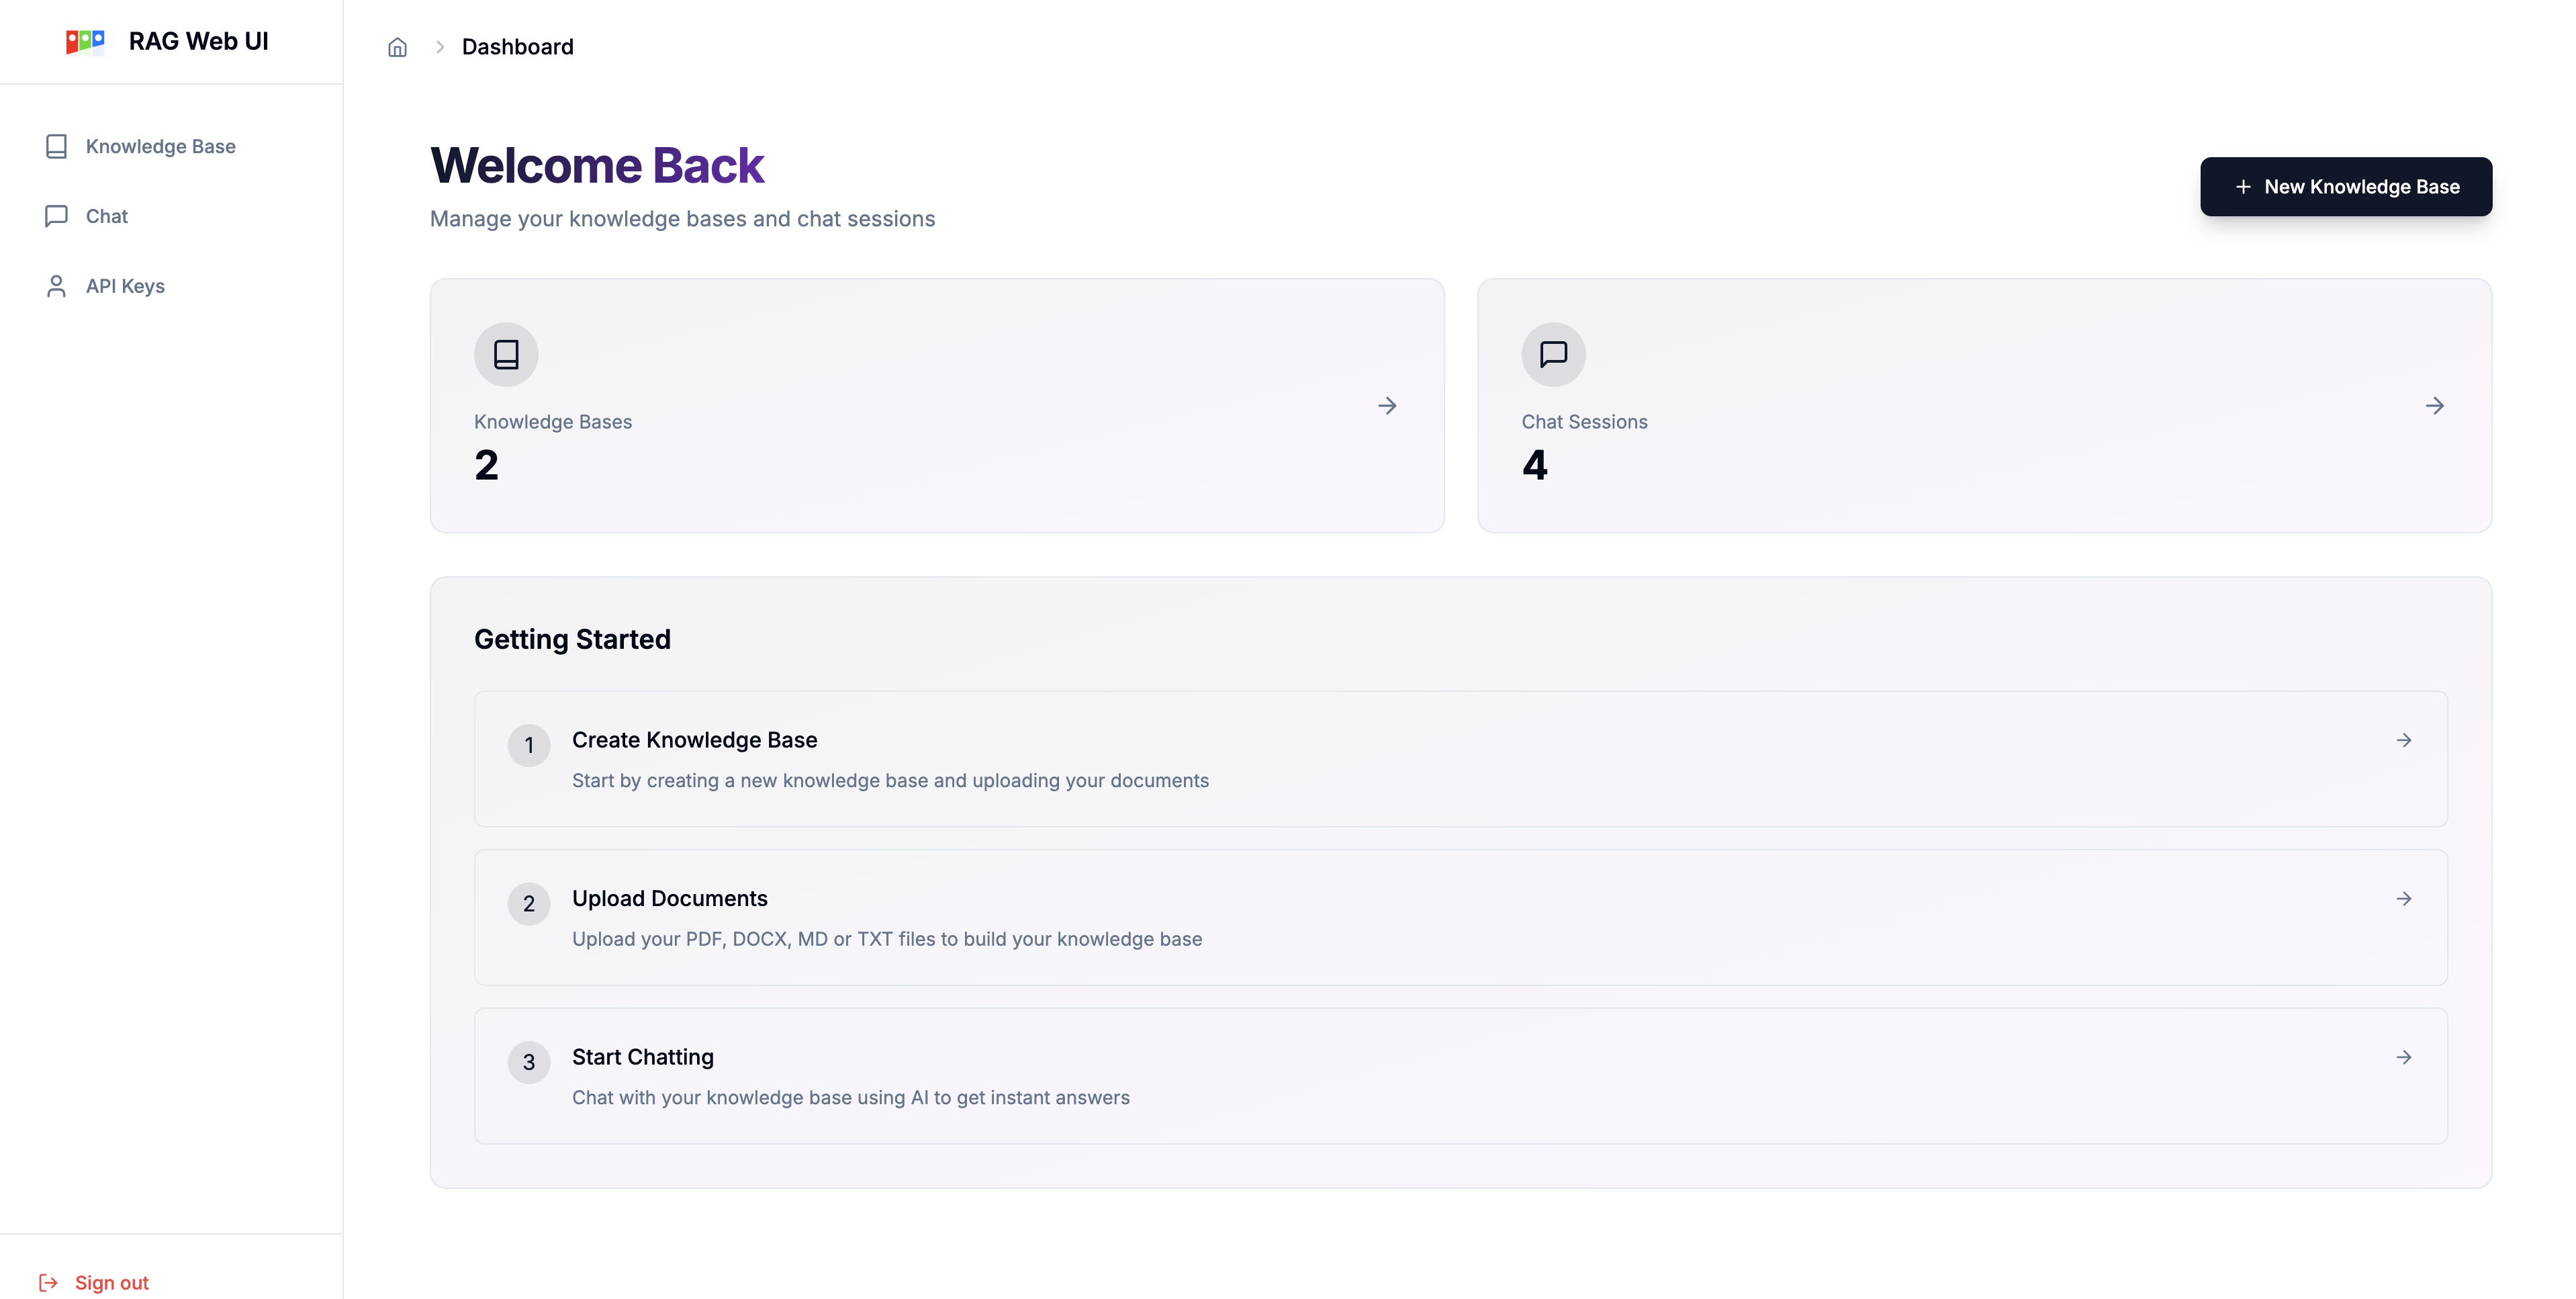 RAG Web UI
Knowledge Base
Chat
API Keys
Sign out
Dashboard
Welcome Back
Manage your knowledge bases and chat sessions
New Knowledge Base
Knowledge Bases
2
Chat Sessions
4
Getting Started
1
Create Knowledge Base
Start by creating a new knowledge base and uploading your documents
2
Upload Documents
Upload your PDF, DOCX, MD or TXT files to build your knowledge base
3
Start Chatting
Chat with your knowledge base using AI to get instant answers